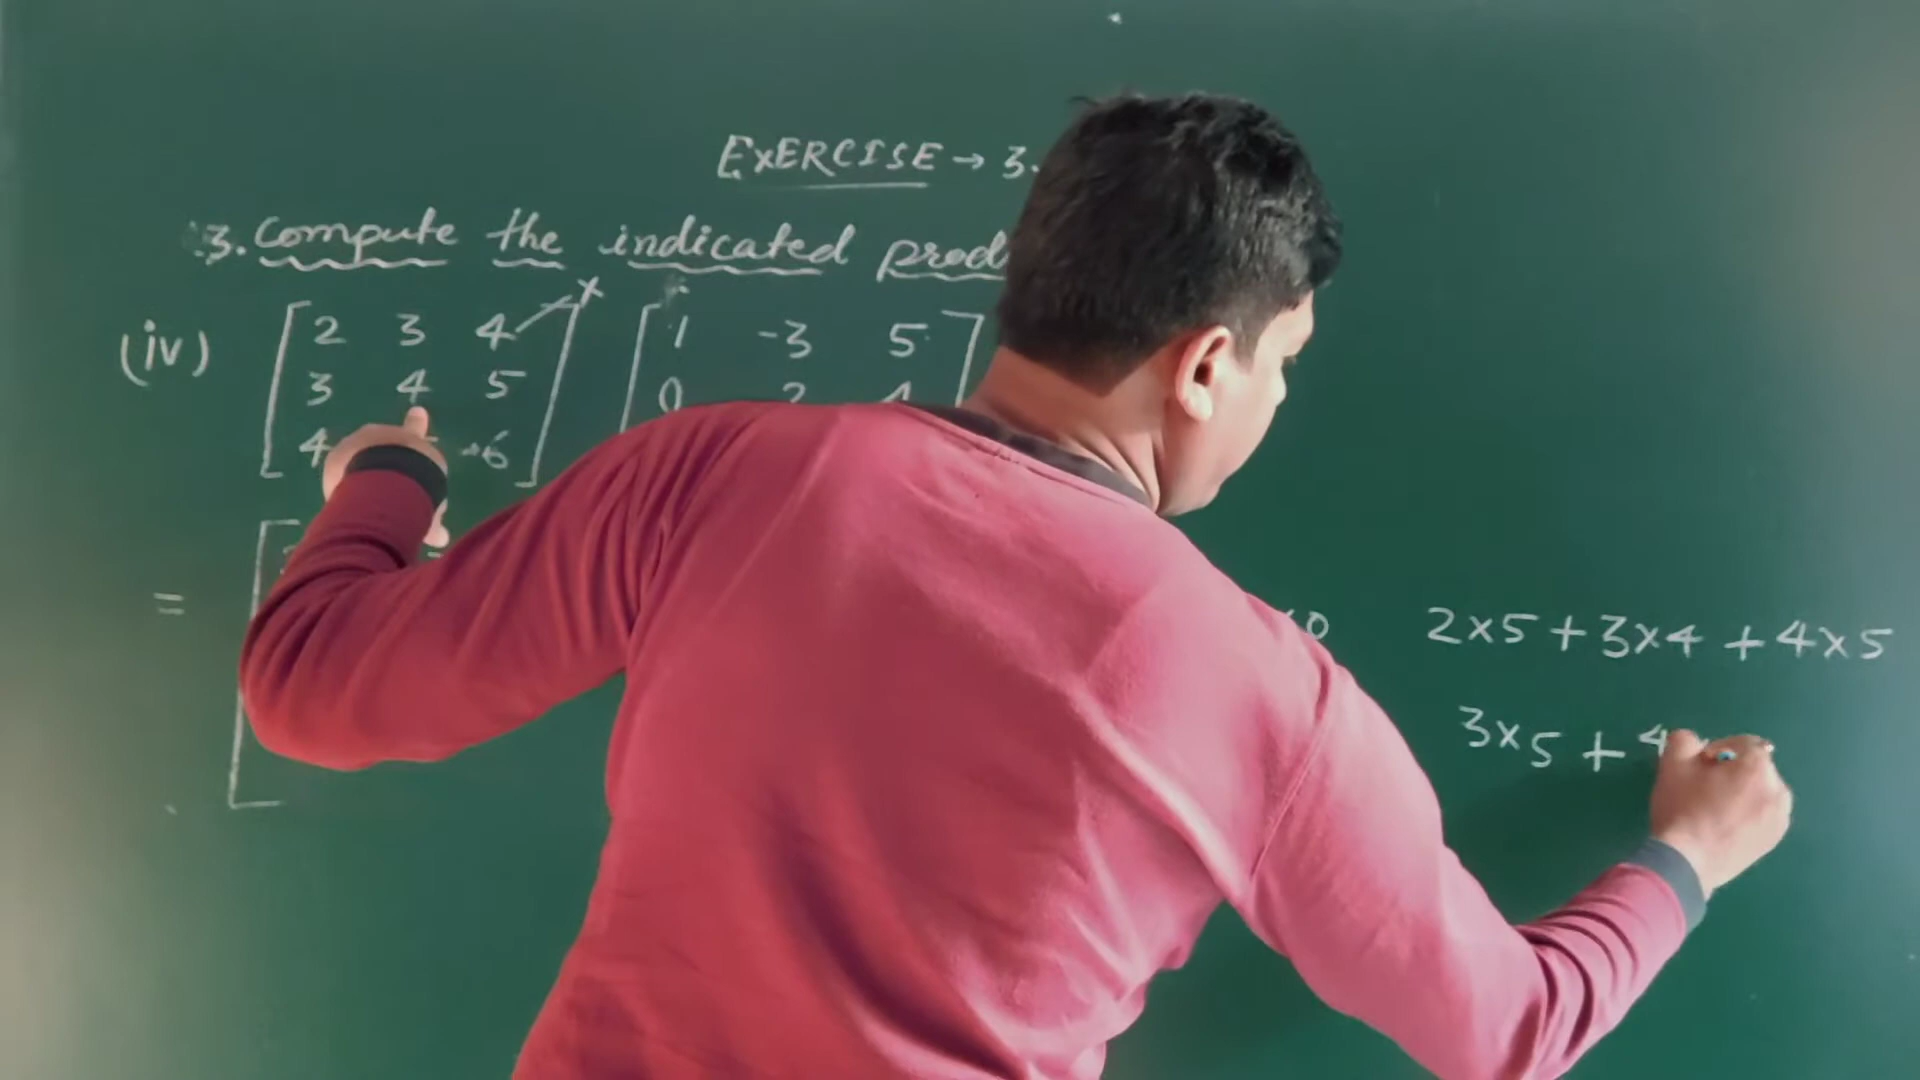 EXERCISE → 3.
3. Compute the indicated
(iv) [ 2 3 4 ] [ 1 -3 5 ]
3 4 5 0 2 4
4 6
=
0 2×5+3×4+4×5
3×5+4